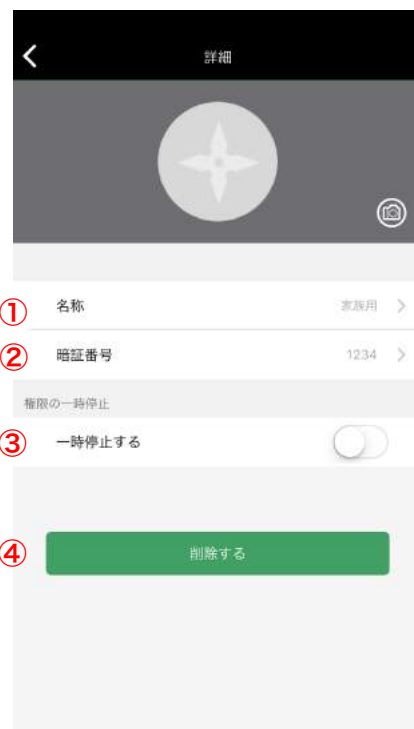 詳細
① 名称 家族用
② 暗証番号 1234
権限の一時停止
③ 一時停止する
④ 削除する